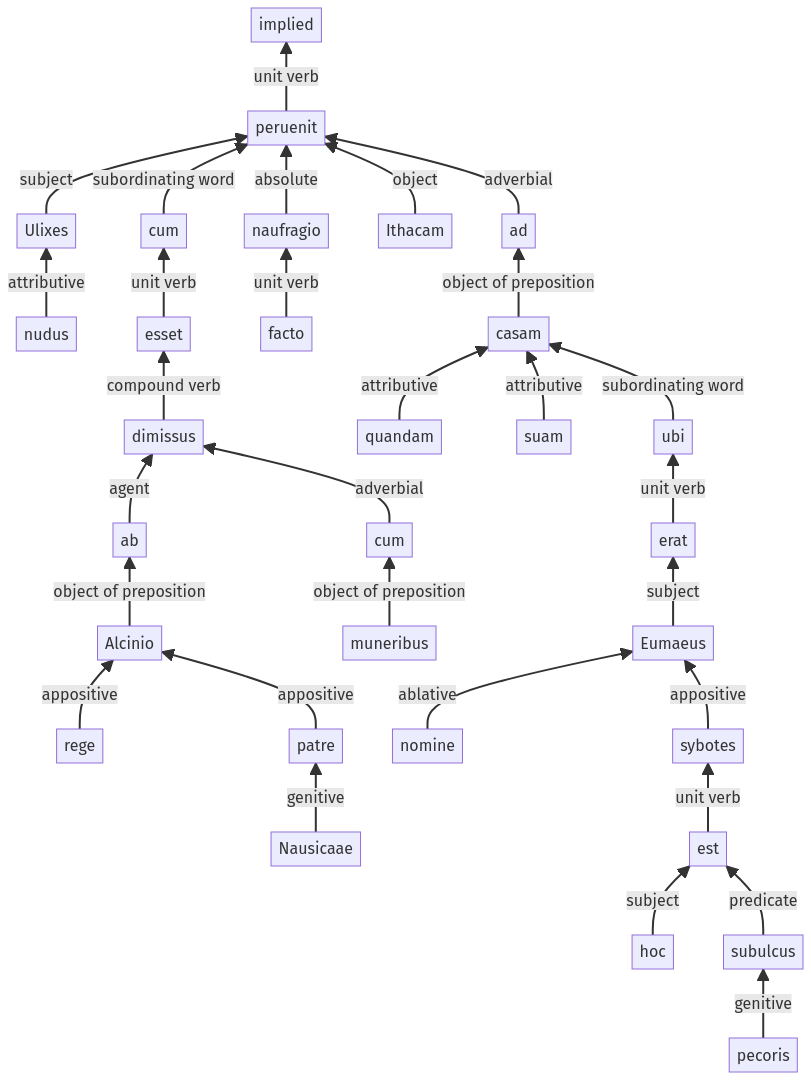 implied
unit verb
peruenit
subject subordinating word absolute object adverbial
Ulixes cum naufragio Ithacam ad
attributive unit verb unit verb object of preposition
nudus esset facto casam
compound verb attributive attributive subordinating word
dimissus quandam suam ubi
agent adverbial unit verb
ab cum erat
object of preposition object of preposition subject
Alcinio muneribus Eumaeus
appositive appositive ablative appositive
rege patre nomine sybotes
genitive unit verb
Nausicaae est
subject predicate
hoc subulcus
genitive
pecoris